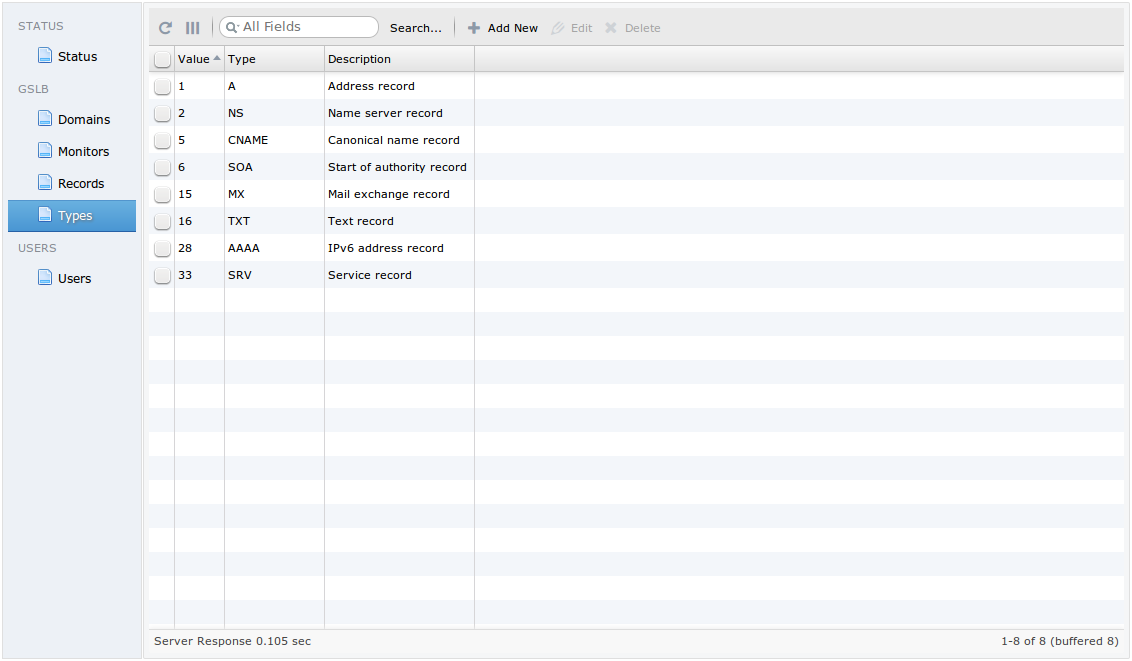 STATUS
Status
GSLB
Domains
Monitors
Records
Types
USERS
Users
All Fields Search... Add New Edit Delete
Value Type Description
1 A Address record
2 NS Name server record
5 CNAME Canonical name record
6 SOA Start of authority record
15 MX Mail exchange record
16 TXT Text record
28 AAAA IPv6 address record
33 SRV Service record
Server Response 0.105 sec 1-8 of 8 (buffered 8)